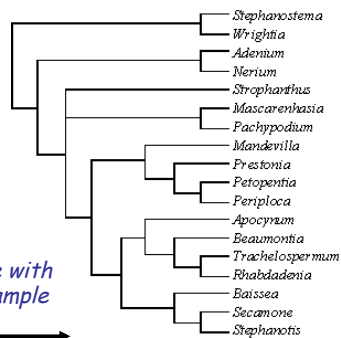 Stephanostema
Wrightia
Adenium
Nerium
Strophanthus
Mascarenhasia
Pachypodium
Mandevilla
Prestonia
Petopentia
Periploca
Apocynum
Beaumontia
Trachelospermum
Rhabdadenia
Baissea
Secamone
Stephanotis
with